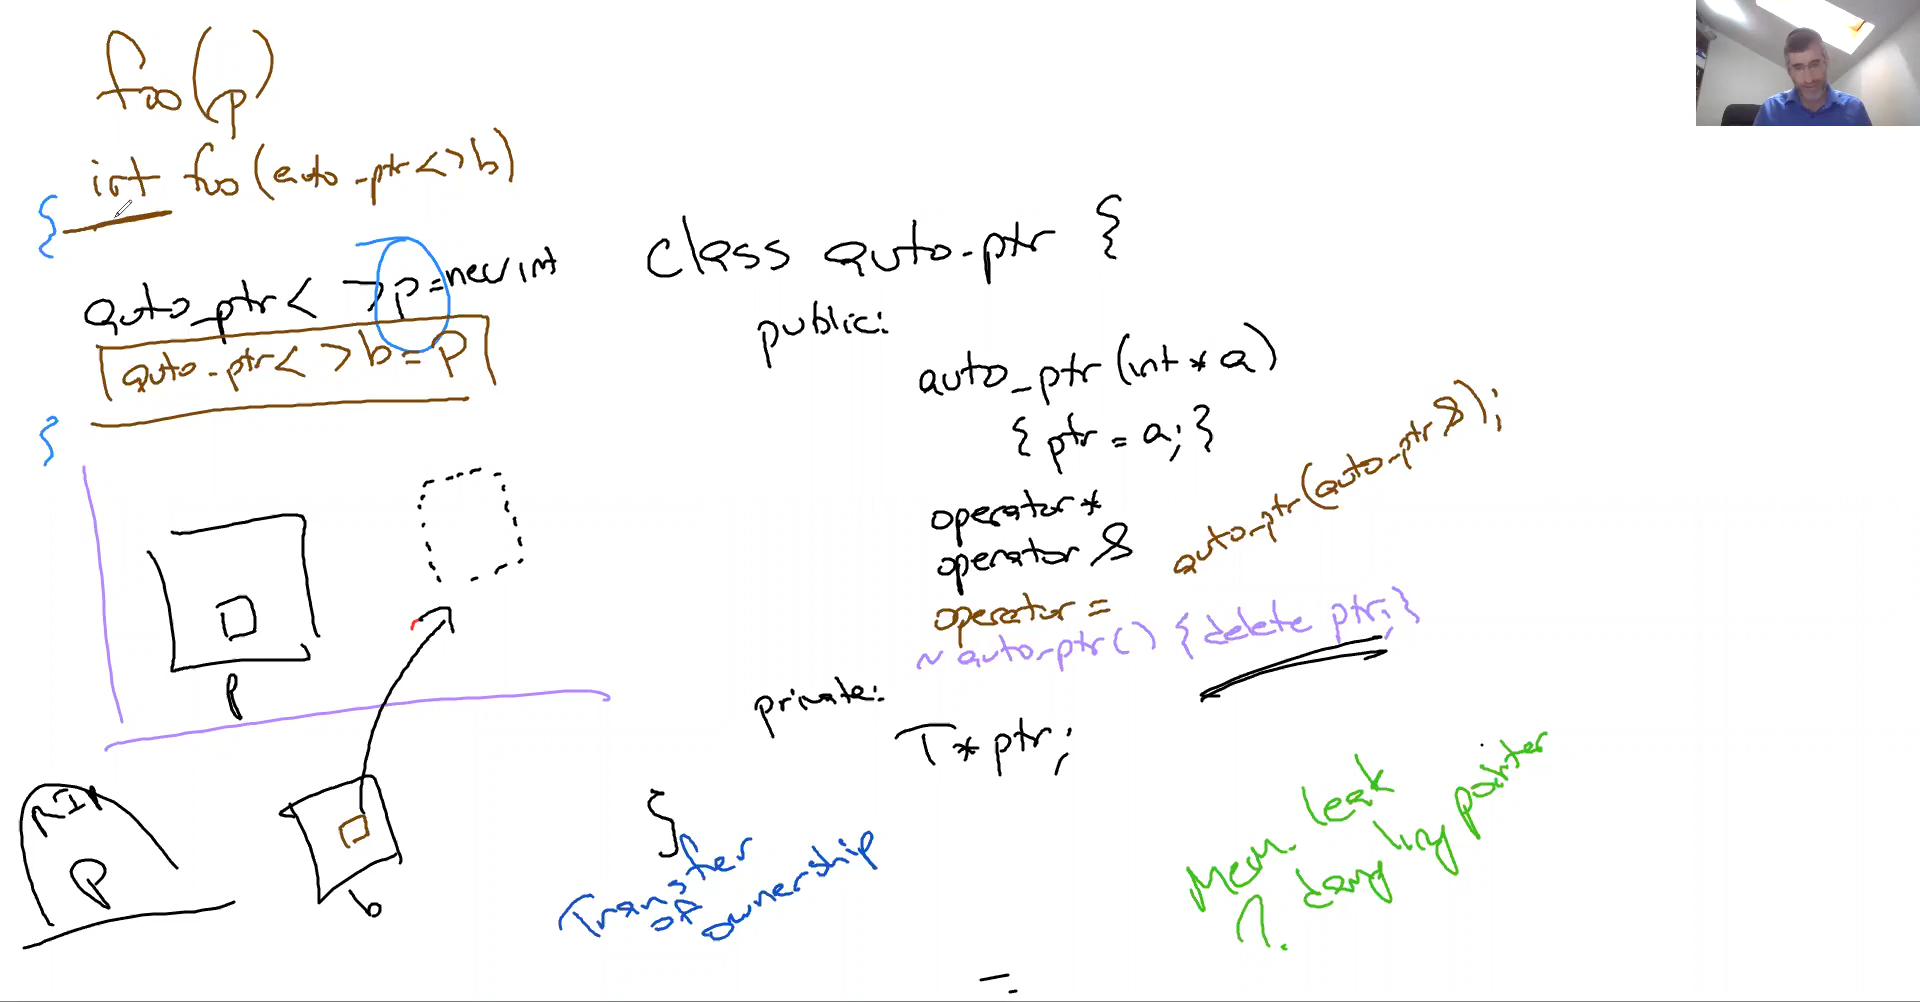 foo(p)
int foo(auto_ptr<>b)
{
auto_ptr< >p=new int
auto_ptr< >b=p
}
p
RIP
P
b
class auto_ptr {
public:
auto_ptr(int*a)
{ptr=a;}
operator*
operator &
auto_ptr(auto_ptr&);
operator =
~auto_ptr() {delete ptr;}
private:
T*ptr;
}
Transfer
of
ownership
Mem. leak
?. dangling pointer